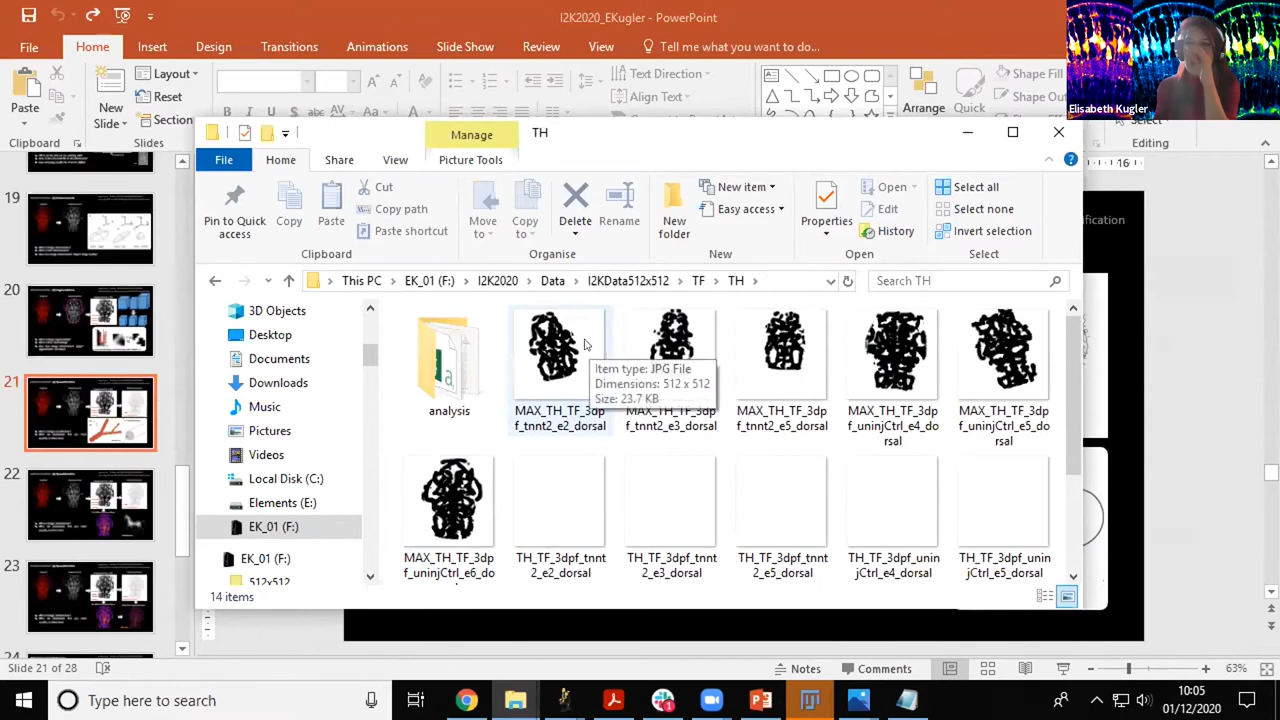 I2K2020_EKugler - PowerPoint
Elisabeth Kugler
File Home Insert Design Transitions Animations Slide Show Review View Tell me what you want to do...
Paste
New
Slide
Layout
Reset
Section
Text Direction
Align Text
Arrange
Quick
Shape Fill
Shape Ou
Select
Clipboard Slides Editing
16
Manage TH
Home Share View Picture Tools
Pin to Quick
access
Copy
Paste
Cut
Copy path
Paste shortcut
Move
to
Copy
to
Delete
Rename
New
folder
New item
Easy access
Properties
Open
Edit
History
Select all
Select none
Invert selection
Clipboard Organise New Open Select
This PC EK_01 (F:) I2K2020 Data I2KData512x512 TF TH
Search TH
3D Objects
Desktop
Documents
Downloads
Music
Pictures
Videos
Local Disk (C:)
Elements (E:)
EK_01 (F:)
EK_01 (F:)
512x512
analysis
MAX_TH_TF_3dp
f_tnnt2_e2_dorsal
MAX_TH_TF_3dp
f_tnnt2_e3_dorsal
MAX_TH_TF_3dp
f_tnnt2_e5_dorsal
MAX_TH_TF_3dp
f_uninjCtrl_e4_do
rsal
MAX_TH_TF_3dp
f_uninjCtrl_e5_do
rsal
Item type: JPG File
Dimensions: 512 x 512
Size: 23.7 KB
MAX_TH_TF_3dp
f_uninjCtrl_e6_do
TH_TF_3dpf_tnnt
2_e2_dorsal
TH_TF_3dpf_tnnt
2_e3_dorsal
TH_TF_3dpf_tnnt
2_e5_dorsal
TH_TF_3dpf_unin
jCtrl_e4_dorsal
TH_TF_3dpf_unin
jCtrl_e5_dorsal
14 items
19
20
21
22
23
ification
Slide 21 of 28
Notes
Comments
63%
Type here to search
10:05
01/12/2020